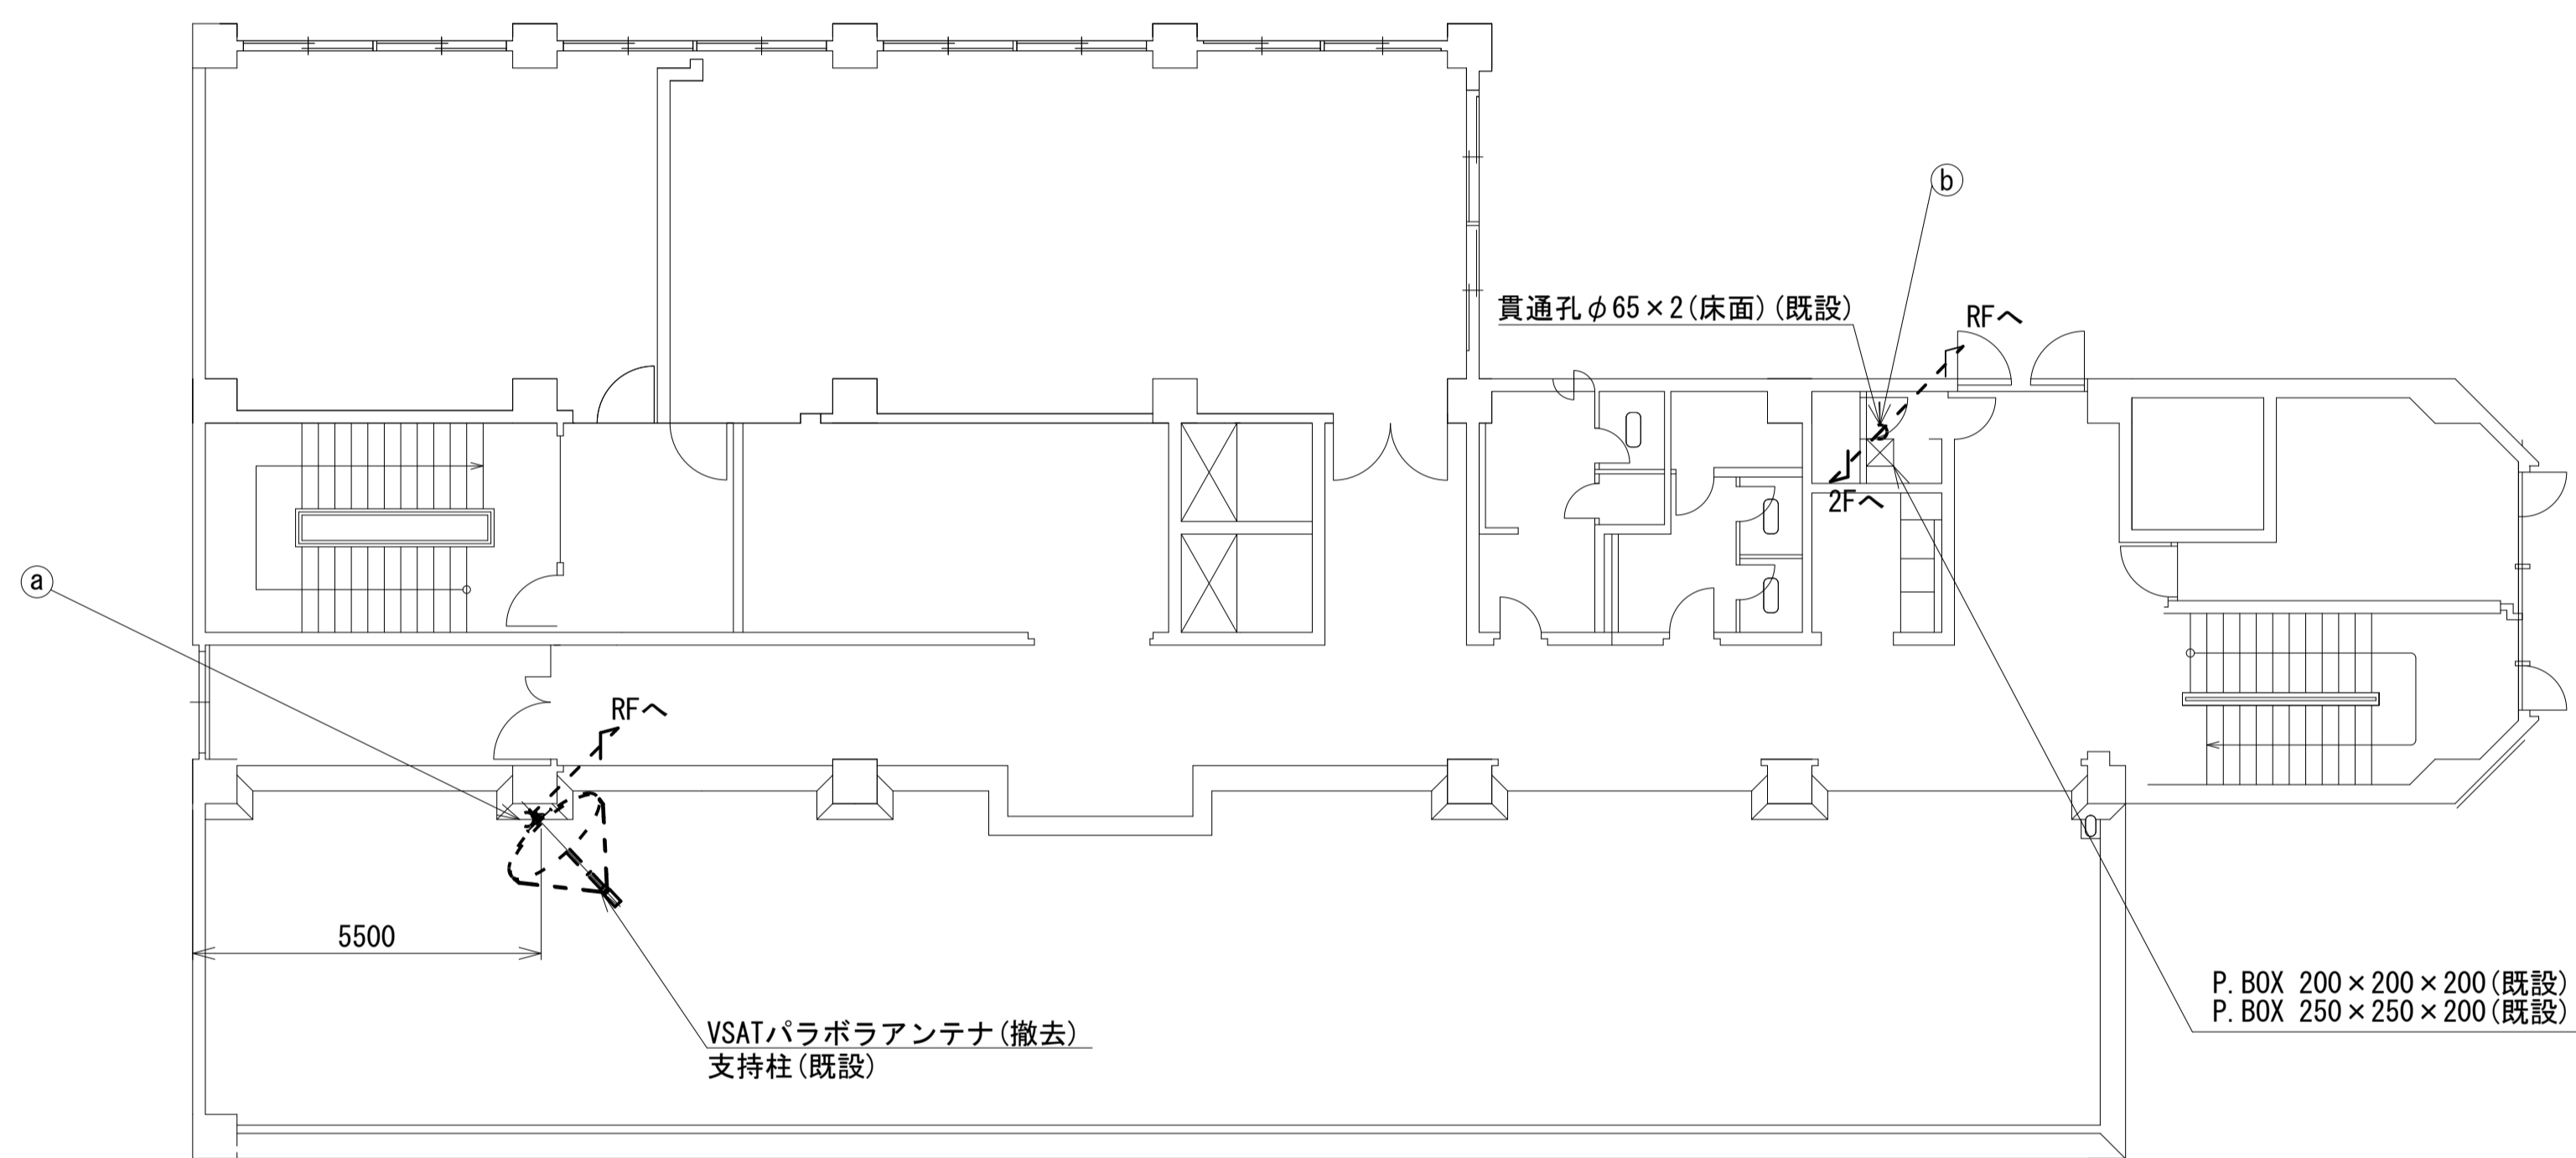 ⓑ
貫通孔φ65×2(床面)(既設)
RFへ
2Fへ
ⓐ
RFへ
5500
P.BOX 200×200×200(既設)
P.BOX 250×250×200(既設)
VSATパラボラアンテナ(撤去)
支持柱(既設)